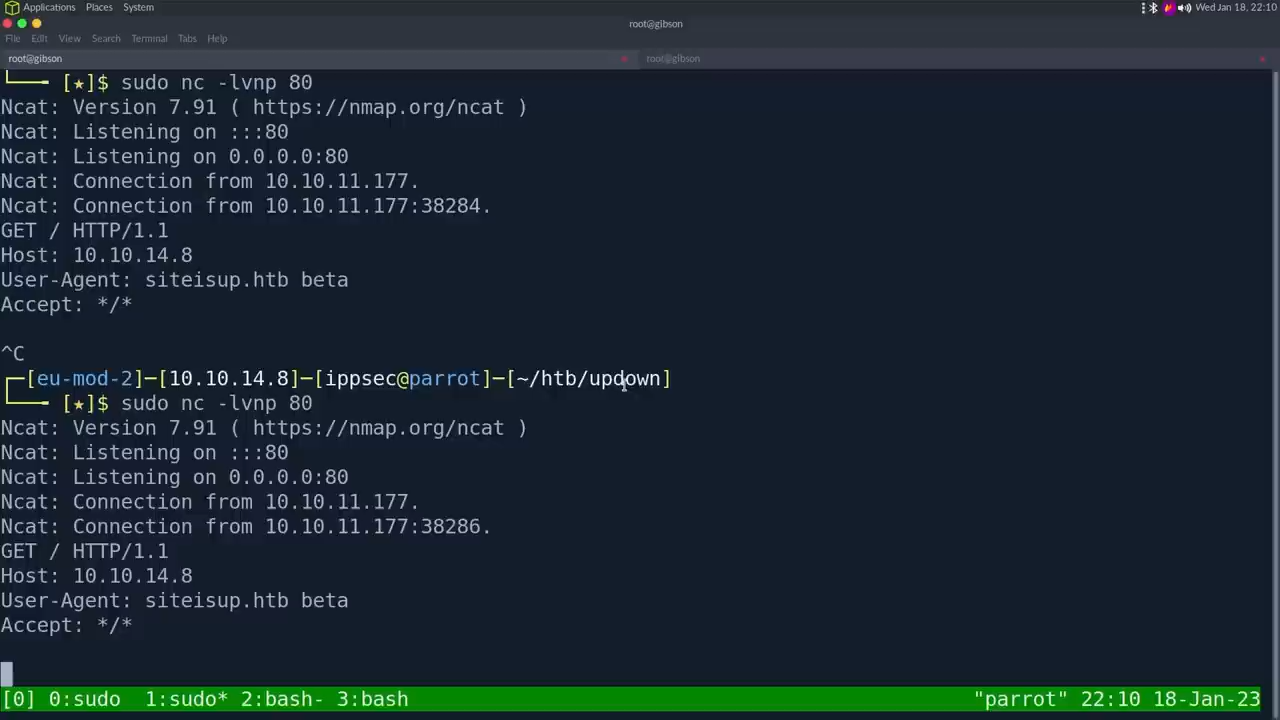 Applications Places System
Wed Jan 18, 22:10
root@gibson
File Edit View Search Terminal Tabs Help
root@gibson
root@gibson
[★]$ sudo nc -lvnp 80
Ncat: Version 7.91 ( https://nmap.org/ncat )
Ncat: Listening on :::80
Ncat: Listening on 0.0.0.0:80
Ncat: Connection from 10.10.11.177.
Ncat: Connection from 10.10.11.177:38284.
GET / HTTP/1.1
Host: 10.10.14.8
User-Agent: siteisup.htb beta
Accept: */*
^C
┌─[eu-mod-2]─[10.10.14.8]─[ippsec@parrot]─[~/htb/updown]
└── [★]$ sudo nc -lvnp 80
Ncat: Version 7.91 ( https://nmap.org/ncat )
Ncat: Listening on :::80
Ncat: Listening on 0.0.0.0:80
Ncat: Connection from 10.10.11.177.
Ncat: Connection from 10.10.11.177:38286.
GET / HTTP/1.1
Host: 10.10.14.8
User-Agent: siteisup.htb beta
Accept: */*
[0] 0:sudo  1:sudo* 2:bash- 3:bash "parrot" 22:10 18-Jan-23